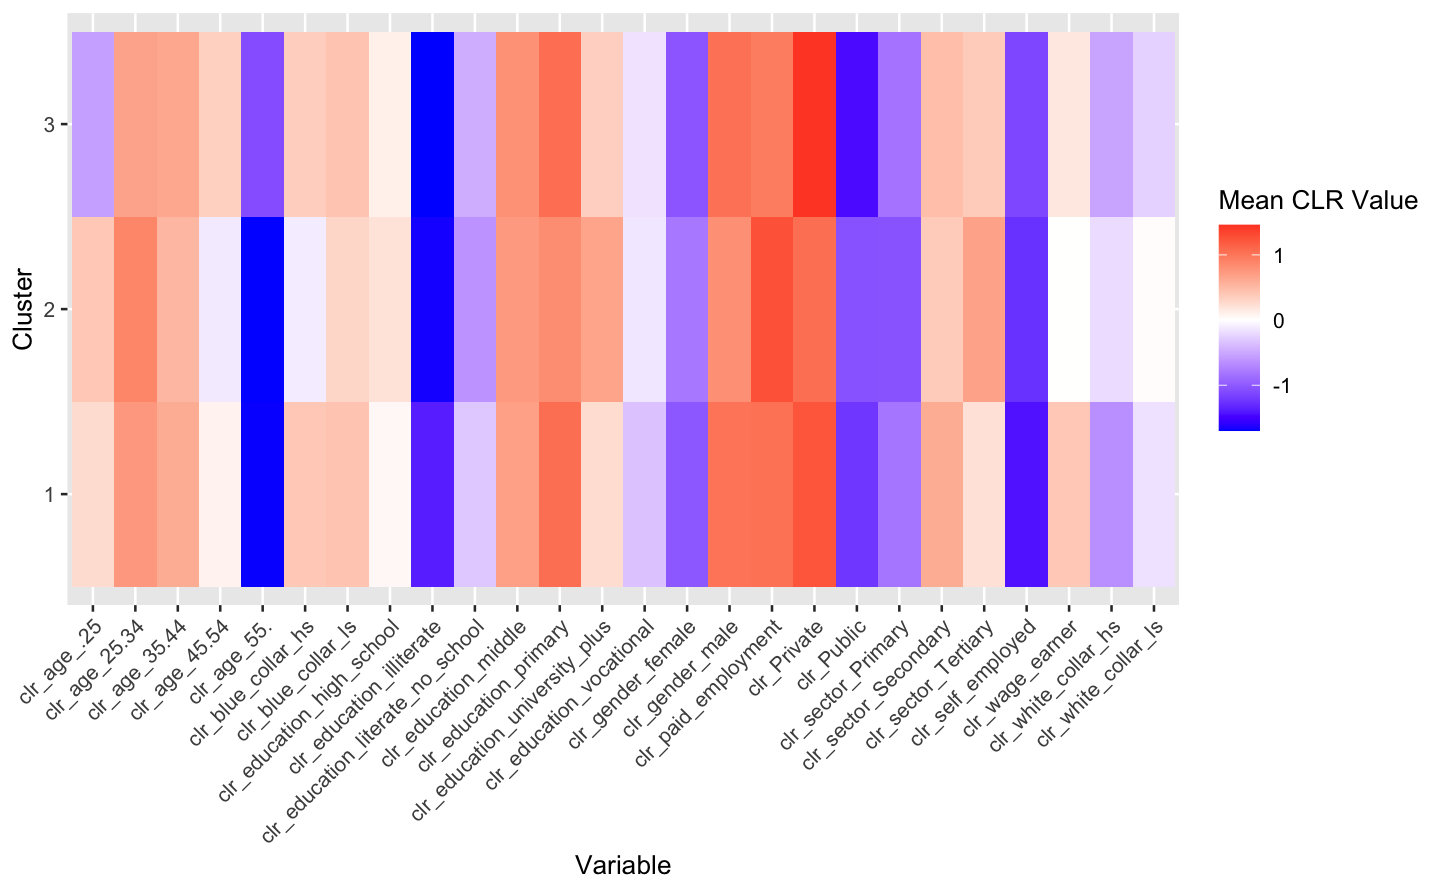 Mean CLR Value
1
0
-1
Cluster
3
2
1
clr_age_.25
clr_age_25.34
clr_age_35.44
clr_age_45.54
clr_age_55.
clr_blue_collar_hs
clr_blue_collar_ls
clr_education_high_school
clr_education_illiterate
clr_education_literate_no_school
clr_education_middle
clr_education_primary
clr_education_university_plus
clr_education_vocational
clr_gender_female
clr_gender_male
clr_paid_employment
clr_Private
clr_Public
clr_sector_Primary
clr_sector_Secondary
clr_sector_Tertiary
clr_self_employed
clr_wage_earner
clr_white_collar_hs
clr_white_collar_ls
Variable